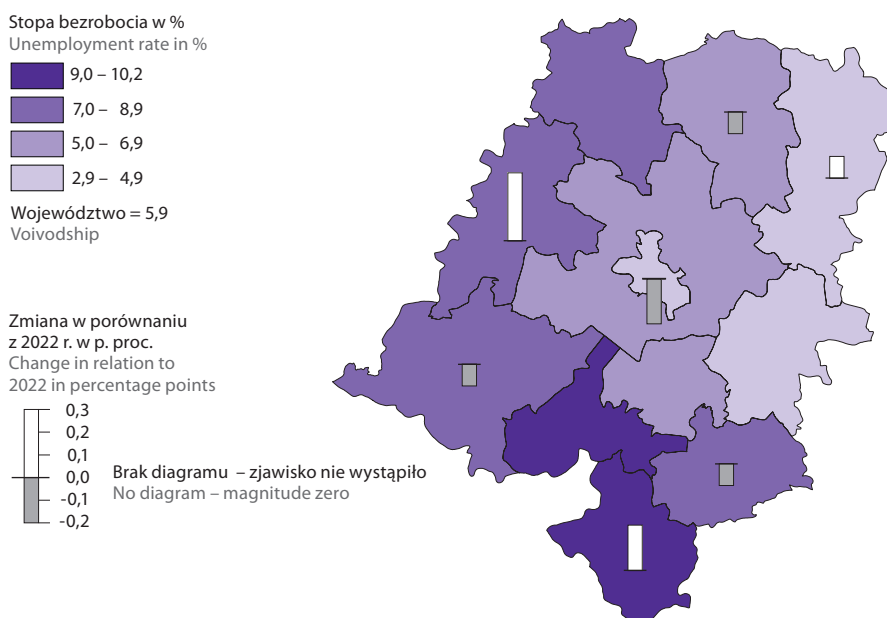 Stopa bezrobocia w %
Unemployment rate in %
9,0 – 10,2
7,0 – 8,9
5,0 – 6,9
2,9 – 4,9
Województwo = 5,9
Voivodship
Zmiana w porównaniu
z 2022 r. w p. proc.
Change in relation to
2022 in percentage points
0,3
0,2
0,1
0,0
-0,1
-0,2
Brak diagramu – zjawisko nie wystąpiło
No diagram – magnitude zero